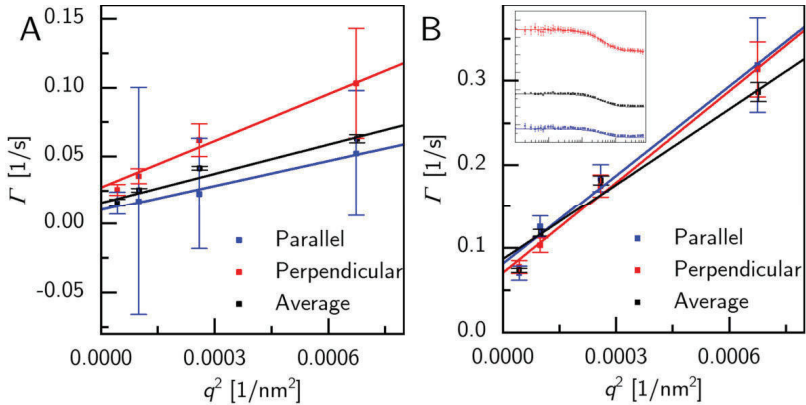 A
0.15
0.10
0.05
0.00
-0.05
Γ [1/s]
Parallel
Perpendicular
Average
0.0000
0.0003
0.0006
q² [1/nm²]
B
0.3
0.2
0.1
0.0
Γ [1/s]
Parallel
Perpendicular
Average
0.0000
0.0003
0.0006
q² [1/nm²]